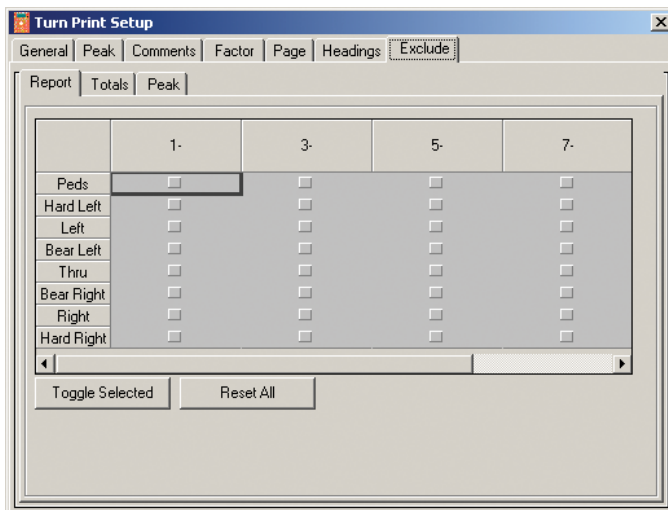 Turn Print Setup
General Peak Comments Factor Page Headings Exclude
Report Totals Peak
1- 3- 5- 7-
Peds
Hard Left
Left
Bear Left
Thru
Bear Right
Right
Hard Right
Toggle Selected Reset All